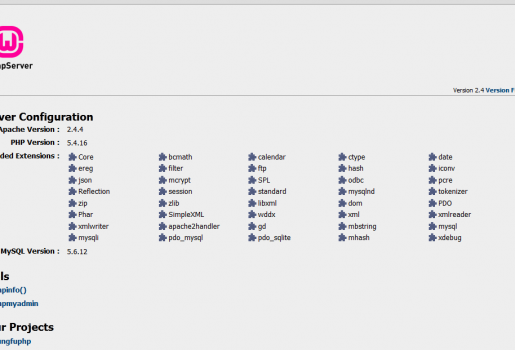 pServer
Version 2.4 Version F
ver Configuration
Apache Version : 2.4.4
PHP Version : 5.4.16
ded Extensions : Core bcmath calendar ctype date
ereg filter ftp hash iconv
json mcrypt SPL odbc pcre
Reflection session standard mysqlnd tokenizer
zip zlib libxml dom PDO
Phar SimpleXML wddx xml xmlreader
xmlwriter apache2handler gd mbstring mysql
mysqli pdo_mysql pdo_sqlite mhash xdebug
MySQL Version : 5.6.12
ls
pinfo()
pmyadmin
ur Projects
ungfuphp